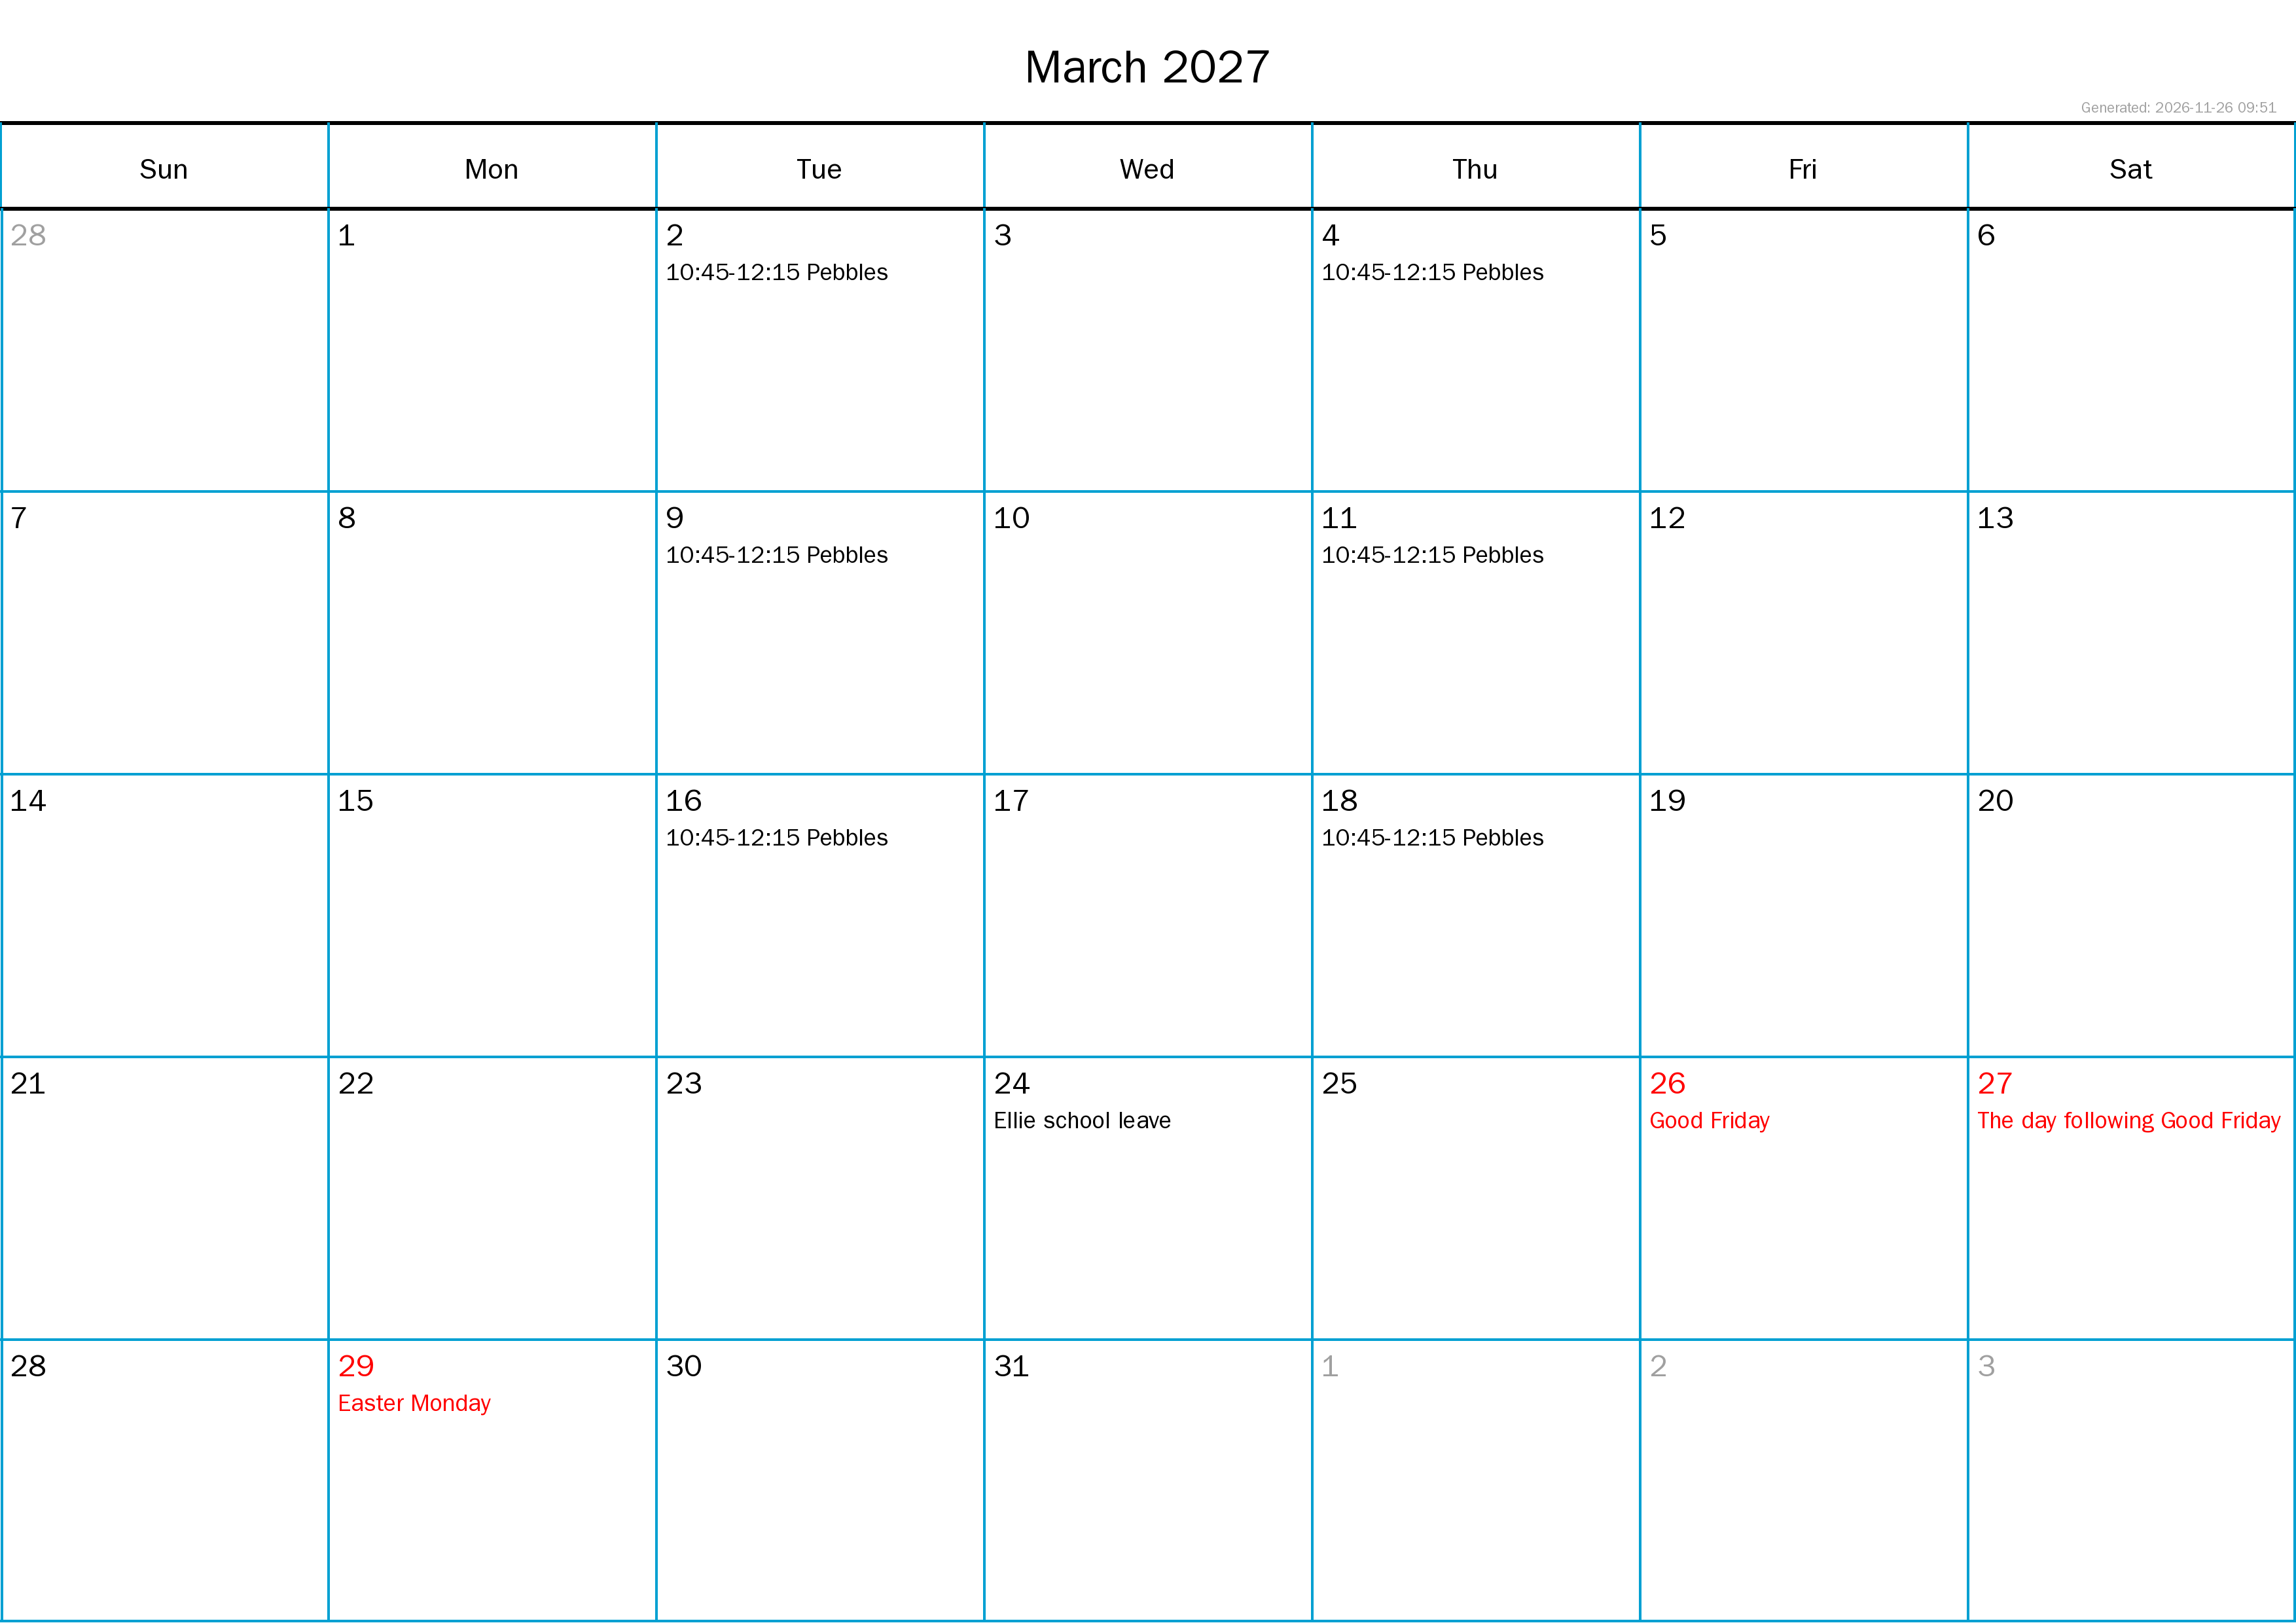 March 2027
Generated: 2026-11-26 09:51
Sun Mon Tue Wed Thu Fri Sat
28 1 2 3 4 5 6
10:45-12:15 Pebbles 10:45-12:15 Pebbles
7 8 9 10 11 12 13
10:45-12:15 Pebbles 10:45-12:15 Pebbles
14 15 16 17 18 19 20
10:45-12:15 Pebbles 10:45-12:15 Pebbles
21 22 23 24 25 26 27
Ellie school leave Good Friday The day following Good Friday
28 29 30 31 1 2 3
Easter Monday